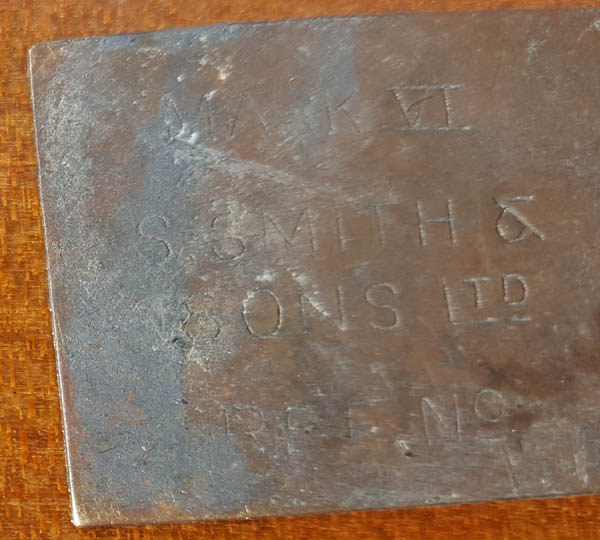 MARK VI
S. SMITH &
SONS LTD
REF. NO